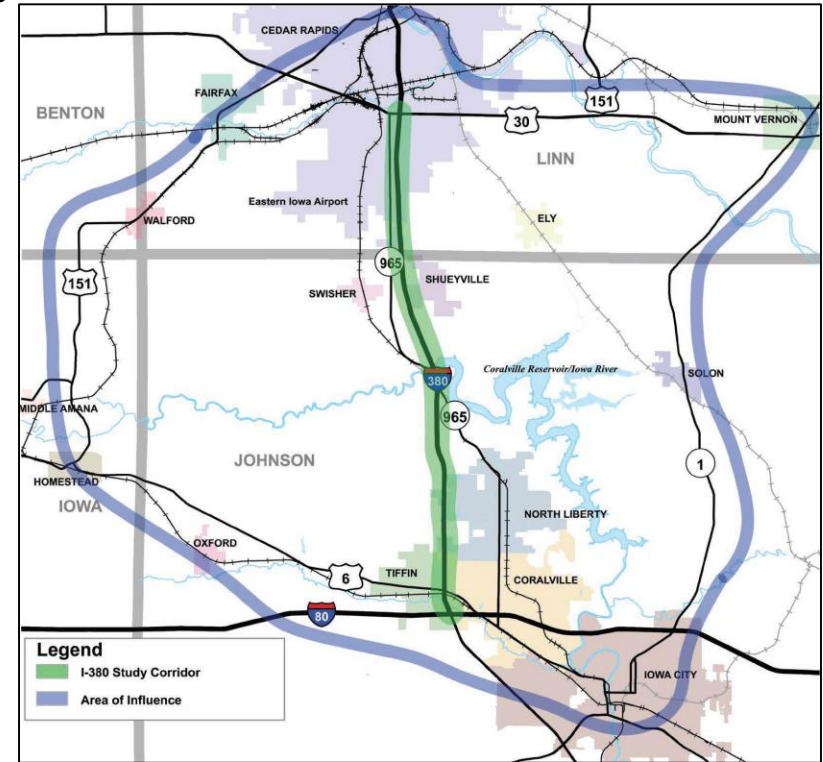 CEDAR RAPIDS
FAIRFAX
BENTON
151
MOUNT VERNON
30
LINN
Eastern Iowa Airport
ELY
WALFORD
965
151
SHUEYVILLE
SWISHER
Coralville Reservoir/Iowa River
380
SOLON
MIDDLE AMANA
965
JOHNSON
1
HOMESTEAD
IOWA
NORTH LIBERTY
OXFORD
TIFFIN
6
CORALVILLE
80
Legend
I-380 Study Corridor
Area of Influence
IOWA CITY